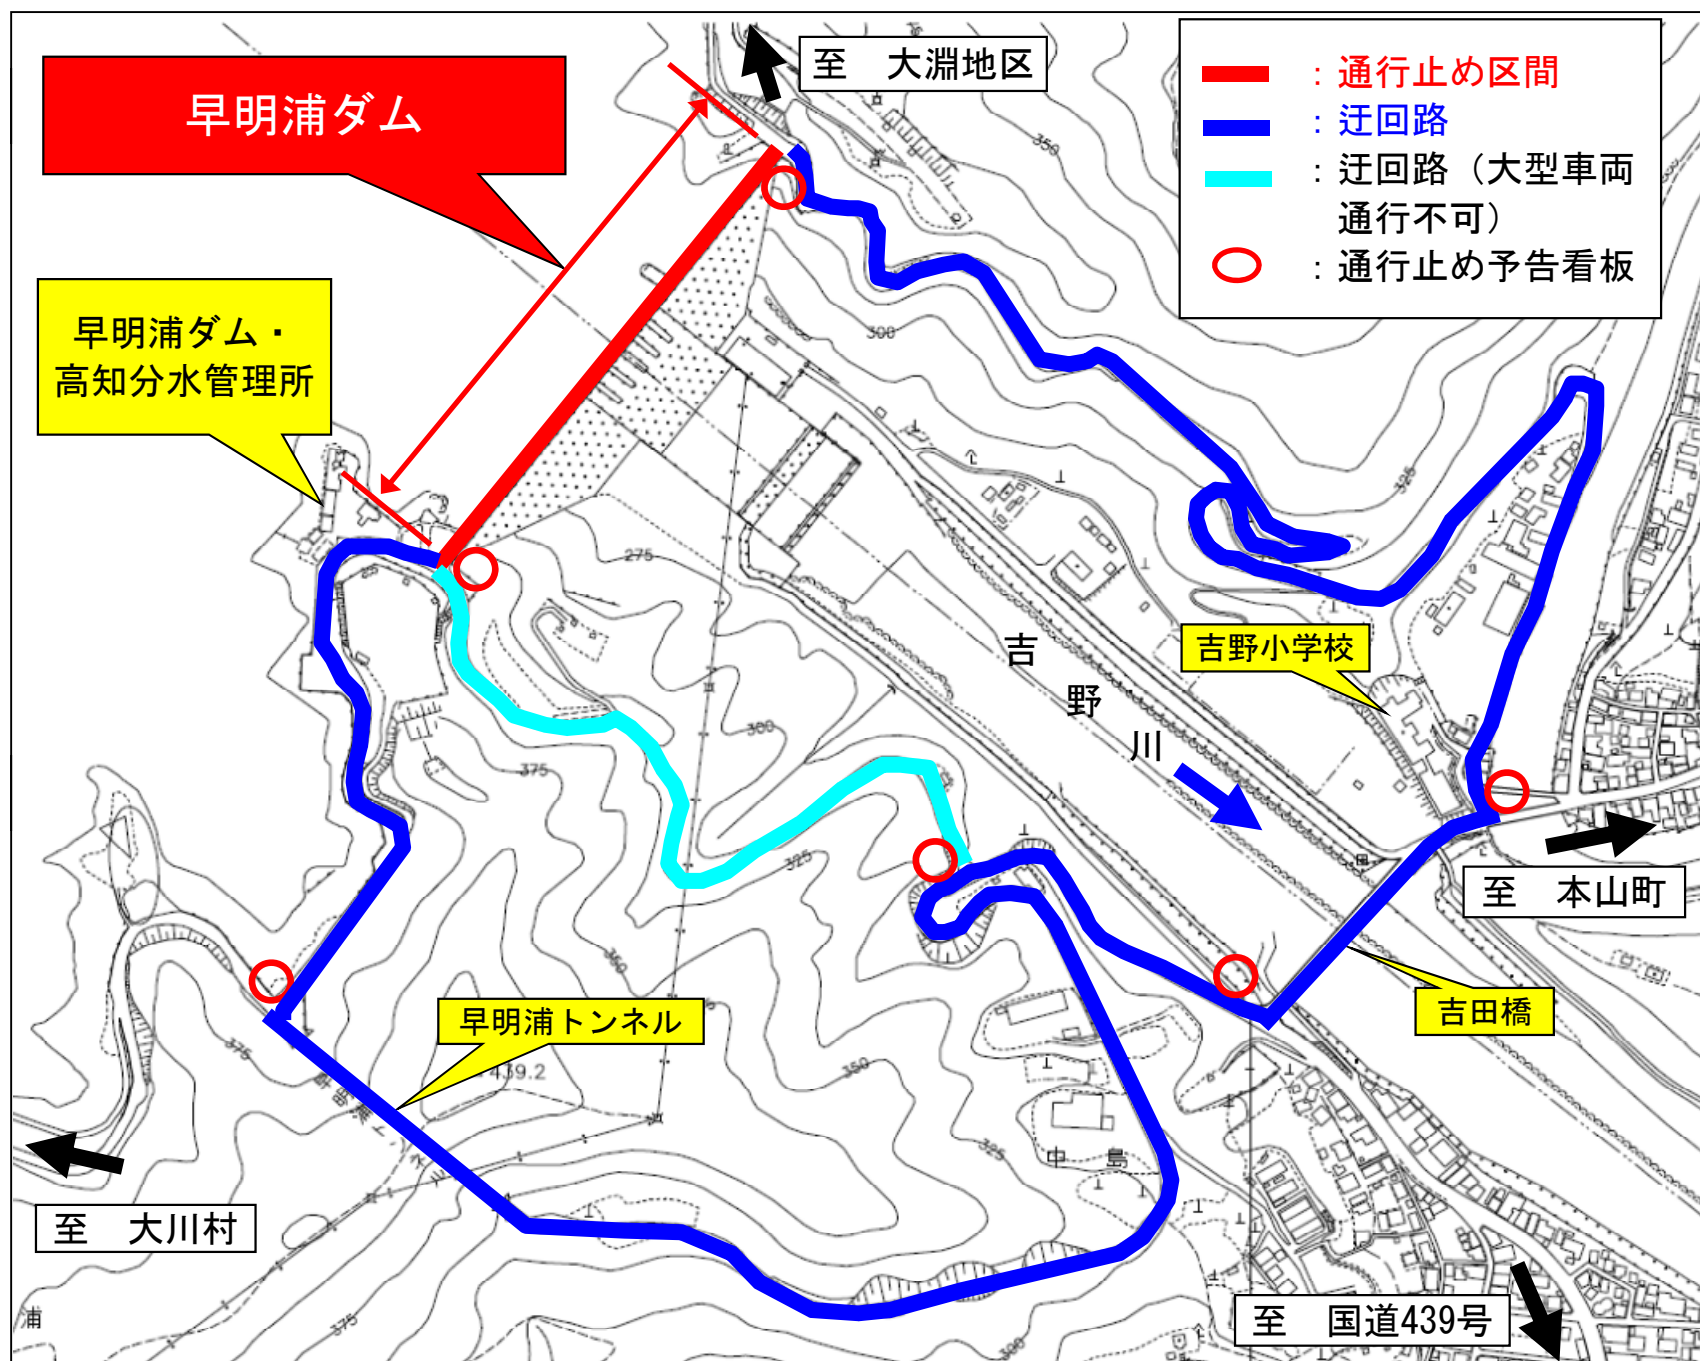 至　大淵地区
：通行止め区間
：迂回路
：迂回路（大型車両
通行不可）
：通行止め予告看板
早明浦ダム
早明浦ダム・
高知分水管理所
350
300
325
275
吉野小学校
吉
野
川
300
375
325
至　本山町
350
吉田橋
早明浦トンネル
375
439.2
350
325
中島
至　大川村
至　国道439号
浦
375
300